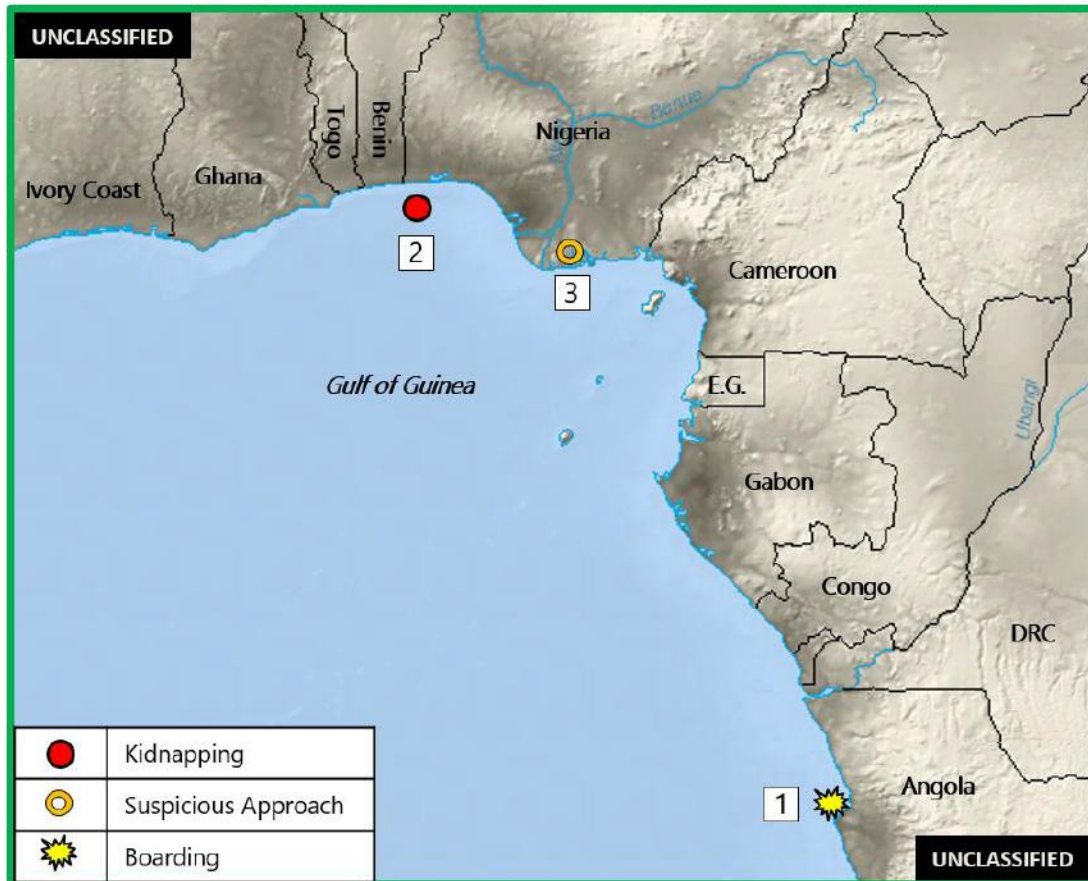 UNCLASSIFIED
Ivory Coast
Ghana
Togo
Benin
Nigeria
Benue
2
3
Cameroon
Gulf of Guinea
E.G.
Ubangi
Gabon
Congo
DRC
Kidnapping
Suspicious Approach
Boarding
1
Angola
UNCLASSIFIED